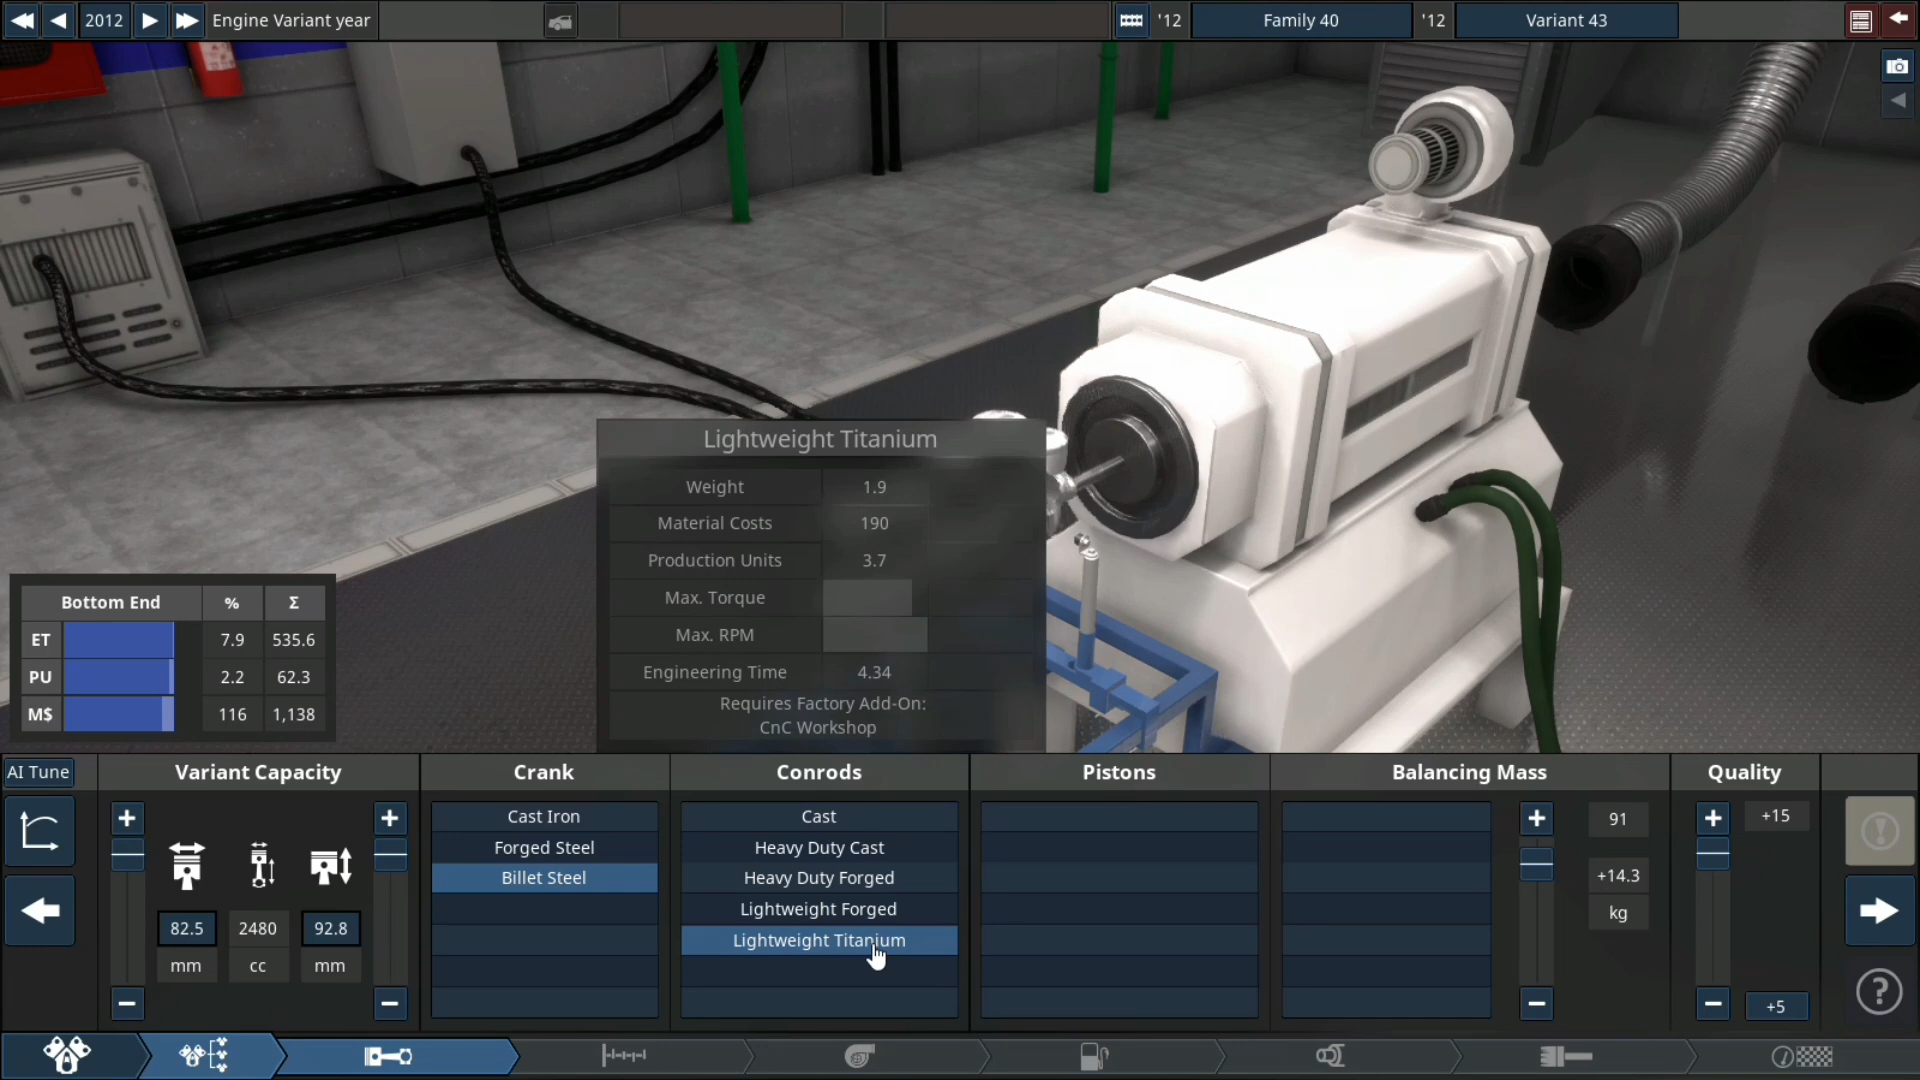 2012 Engine Variant year '12 Family 40 '12 Variant 43
Lightweight Titanium
Weight 1.9
Material Costs 190
Production Units 3.7
Max. Torque
Max. RPM
Engineering Time 4.34
Requires Factory Add-On:
CnC Workshop
Bottom End % Σ
ET 7.9 535.6
PU 2.2 62.3
M$ 116 1,138
AI Tune Variant Capacity Crank Conrods Pistons Balancing Mass Quality
Cast Iron Cast 91 +15
Forged Steel Heavy Duty Cast
Billet Steel Heavy Duty Forged +14.3
Lightweight Forged kg
82.5 2480 92.8
Lightweight Titanium
mm cc mm
+5